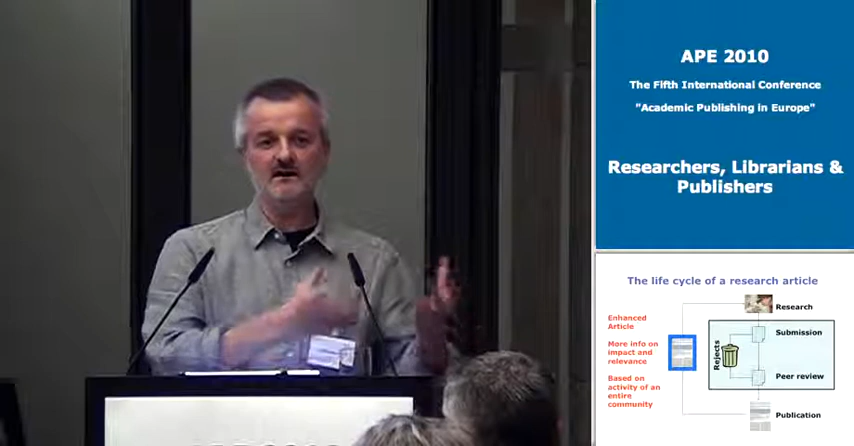 APE 2010
The Fifth International Conference
"Academic Publishing in Europe"
Researchers, Librarians &
Publishers
The life cycle of a research article
Research
Enhanced
Article
More info on
impact and
relevance
Based on
activity of an
entire
community
Submission
Rejects
Peer review
Publication